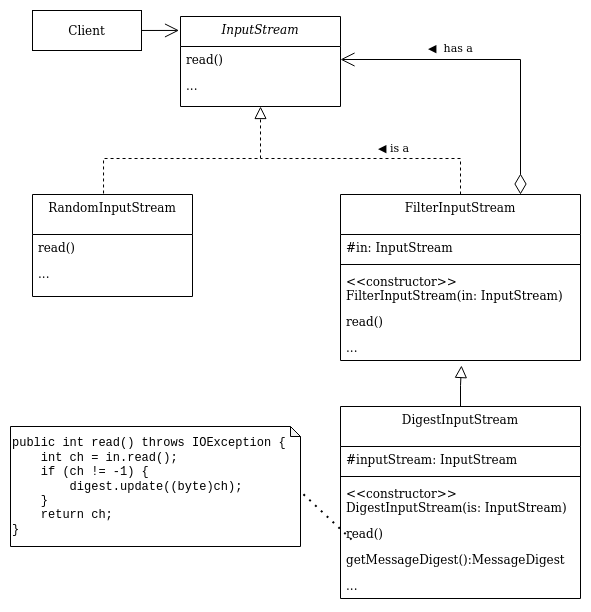 Client
InputStream
read()
...
◀ has a
◀ is a
RandomInputStream
read()
...
FilterInputStream
#in: InputStream
<<constructor>>
FilterInputStream(in: InputStream)
read()
...
DigestInputStream
#inputStream: InputStream
<<constructor>>
DigestInputStream(is: InputStream)
read()
getMessageDigest():MessageDigest
...
public int read() throws IOException {
    int ch = in.read();
    if (ch != -1) {
        digest.update((byte)ch);
    }
    return ch;
}